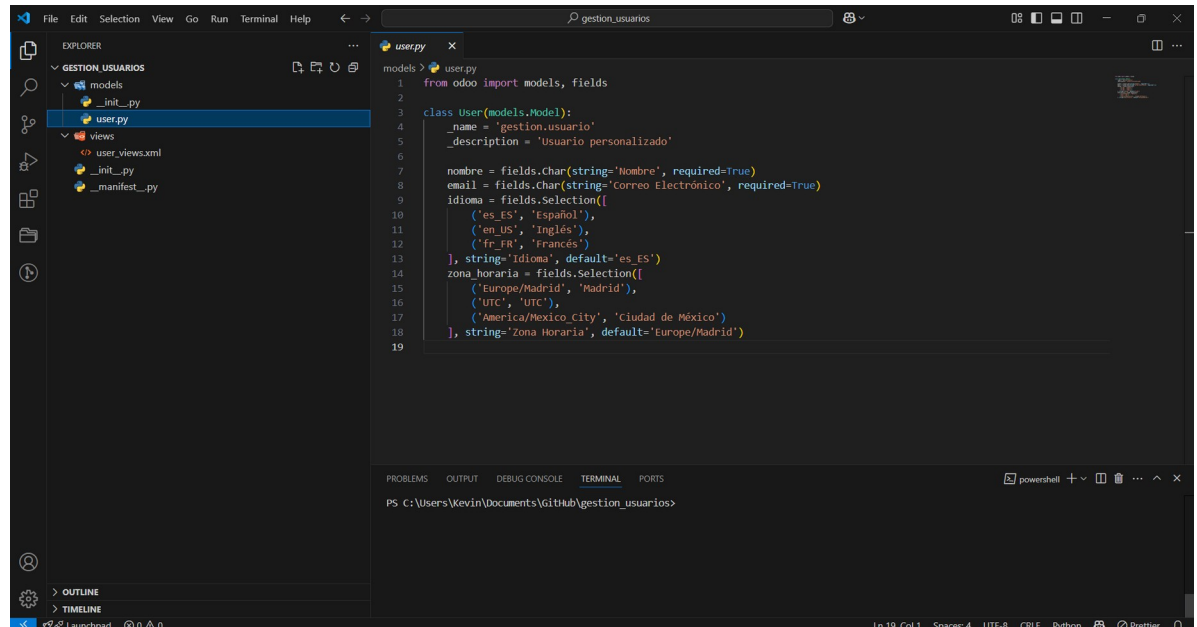 File Edit Selection View Go Run Terminal Help
gestion_usuarios
EXPLORER
GESTION_USUARIOS
models
__init__.py
user.py
views
user_views.xml
__init__.py
__manifest__.py
OUTLINE
TIMELINE
user.py
models > user.py
1 from odoo import models, fields
2
3 class User(models.Model):
4 _name = 'gestion.usuario'
5 _description = 'Usuario personalizado'
6
7 nombre = fields.Char(string='Nombre', required=True)
8 email = fields.Char(string='Correo Electrónico', required=True)
9 idioma = fields.Selection([
10 ('es_ES', 'Español'),
11 ('en_US', 'Inglés'),
12 ('fr_FR', 'Francés')
13 ], string='Idioma', default='es_ES')
14 zona_horaria = fields.Selection([
15 ('Europe/Madrid', 'Madrid'),
16 ('UTC', 'UTC'),
17 ('America/Mexico_City', 'Ciudad de México')
18 ], string='Zona Horaria', default='Europe/Madrid')
19
PROBLEMS OUTPUT DEBUG CONSOLE TERMINAL PORTS
powershell
PS C:\Users\Kevin\Documents\GitHub\gestion_usuarios>
Launchpad 0 0 Ln 19, Col 1 Spaces: 4 UTF-8 CRLF Python Prettier